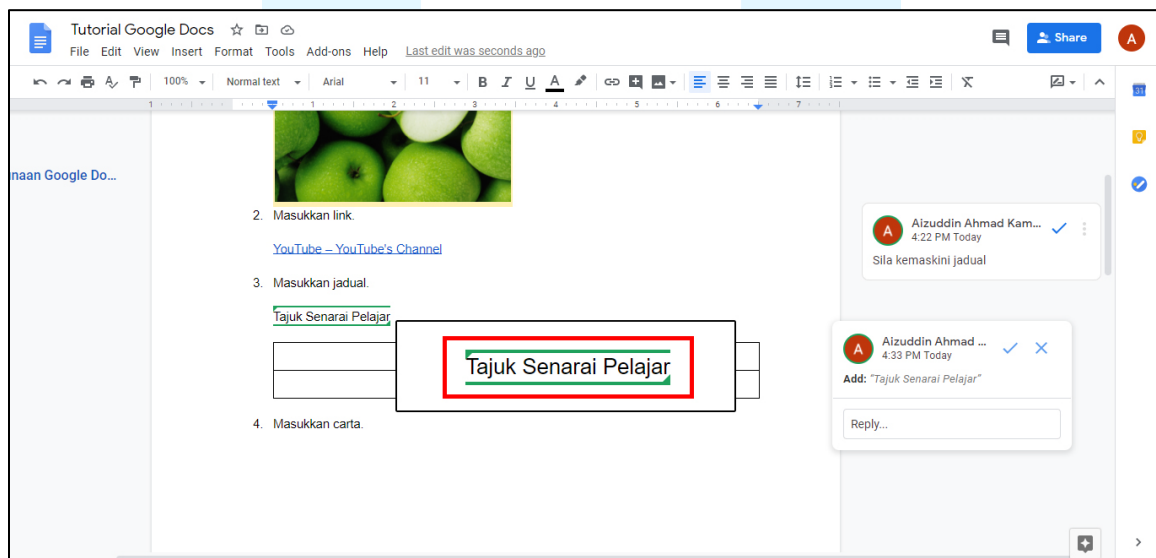 Tutorial Google Docs
File Edit View Insert Format Tools Add-ons Help Last edit was seconds ago
Share
A
100% Normal text Arial 11 B I U A
31
1 1 2 3 4 5 6 7
inaan Google Do...
2. Masukkan link.
YouTube – YouTube's Channel
3. Masukkan jadual.
Tajuk Senarai Pelajar
Tajuk Senarai Pelajar
4. Masukkan carta.
A
Aizuddin Ahmad Kam...
4:22 PM Today
Sila kemaskini jadual
A
Aizuddin Ahmad ...
4:33 PM Today
Add: "Tajuk Senarai Pelajar"
Reply...